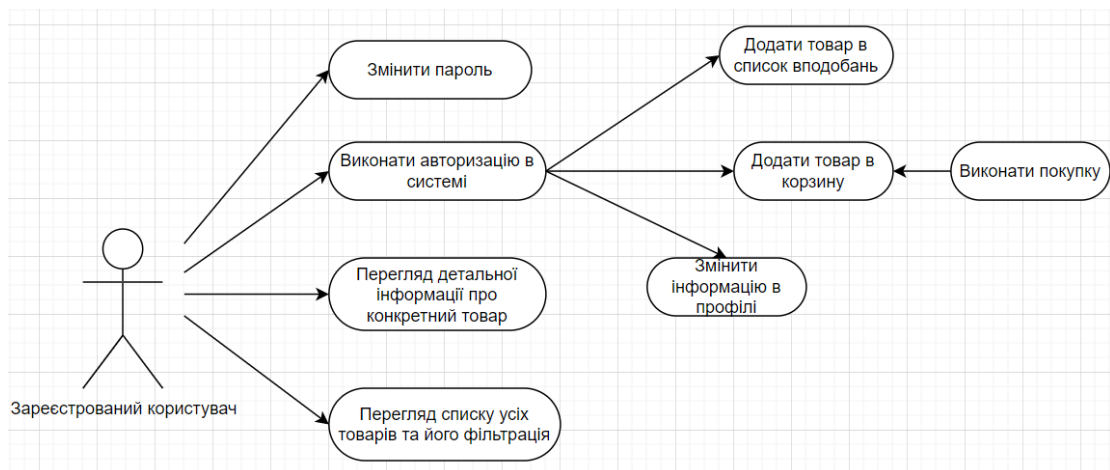 Змінити пароль
Додати товар в
список вподобань
Виконати авторизацію в
системі
Додати товар в
корзину
Виконати покупку
Перегляд детальної
інформації про
конкретний товар
Змінити
інформацію в
профілі
Зареєстрований користувач
Перегляд списку усіх
товарів та його фільтрація